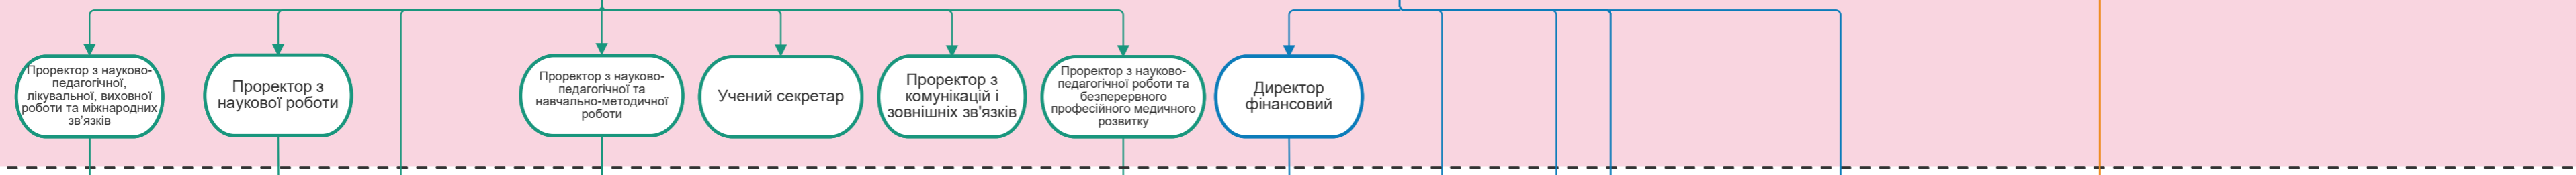 Проректор з науково-
педагогічної,
лікувальної, виховної
роботи та міжнародних
зв’язків
Проректор з
наукової роботи
Проректор з науково-
педагогічної та
навчально-методичної
роботи
Учений секретар
Проректор з
комунікацій і
зовнішніх зв'язків
Проректор з науково-
педагогічної роботи та
безперервного
професійного медичного
розвитку
Директор
фінансовий